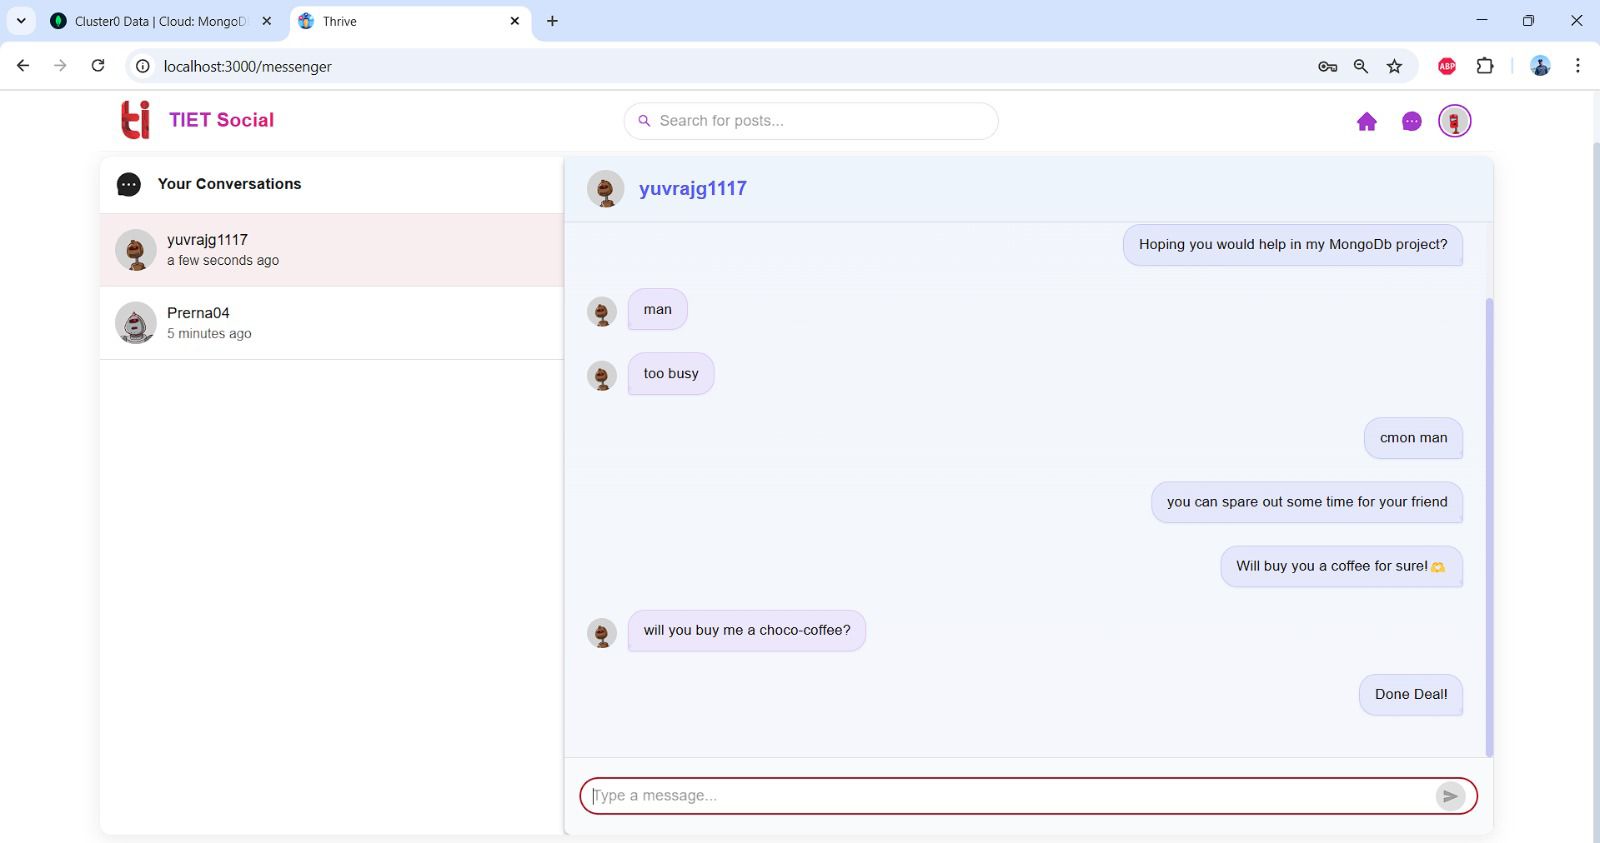 Cluster0 Data | Cloud: MongoD
Thrive
localhost:3000/messenger
ABP
ti
TIET Social
Search for posts...
Your Conversations
yuvrajg1117
a few seconds ago
Prerna04
5 minutes ago
yuvrajg1117
Hoping you would help in my MongoDb project?
man
too busy
cmon man
you can spare out some time for your friend
Will buy you a coffee for sure!🫶
will you buy me a choco-coffee?
Done Deal!
Type a message...